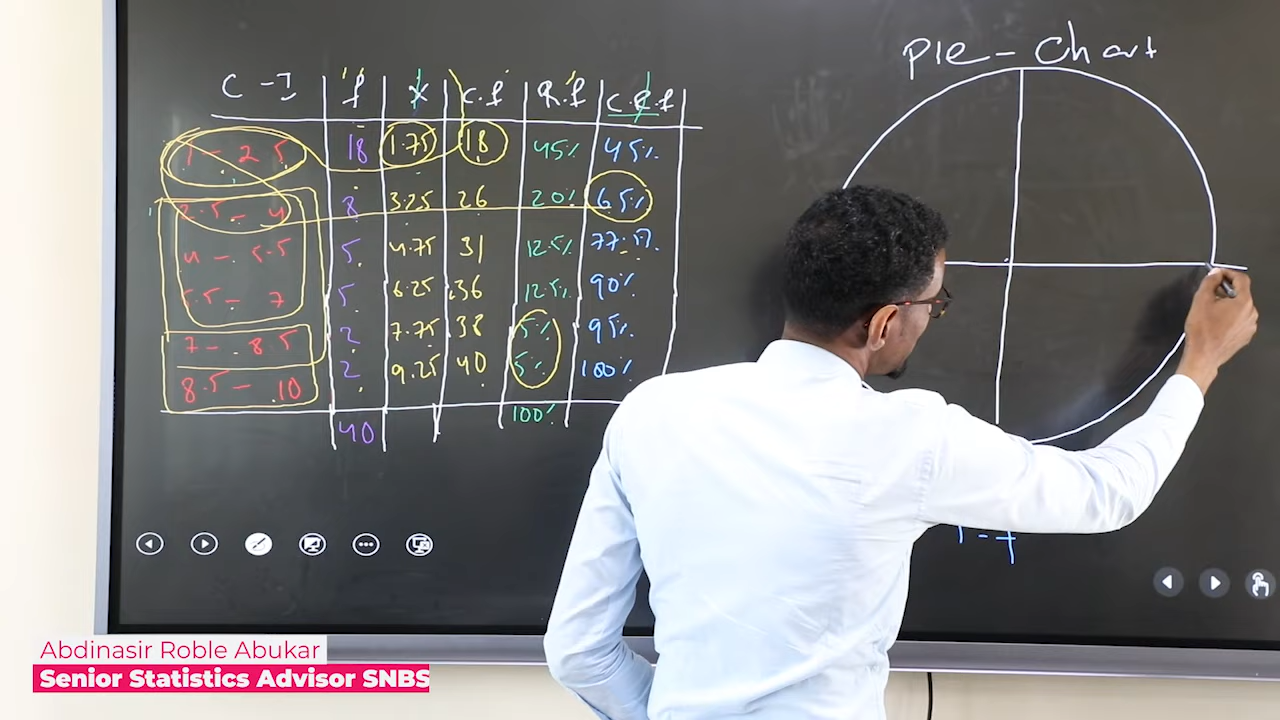 Pie - Chart
C - I f x c.f R.f C.R.f
1 - 2.5 18 1.75 18 45% 45%
2.5 - 4 8 3.25 26 20% 65%
4 - 5.5 5 4.75 31 12.5% 77.5%
5.5 - 7 5 6.25 36 12.5% 90%
7 - 8.5 2 7.75 38 5% 95%
8.5 - 10 2 9.25 40 5% 100%
40 100%
Abdinasir Roble Abukar
Senior Statistics Advisor SNBS